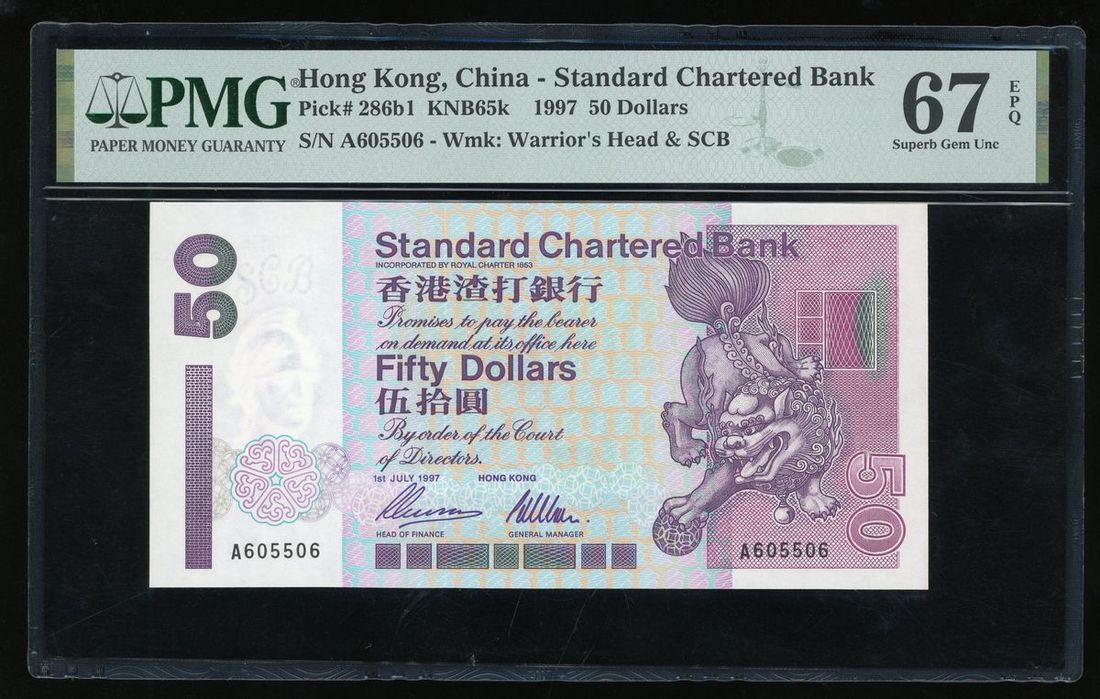 PMG®
PAPER MONEY GUARANTY
Hong Kong, China - Standard Chartered Bank
Pick# 286b1 KNB65k 1997 50 Dollars
S/N A605506 - Wmk: Warrior's Head & SCB
67
EPQ
Superb Gem Unc
50
SCB
Standard Chartered Bank
INCORPORATED BY ROYAL CHARTER 1853
香港渣打銀行
Promises to pay the bearer
on demand at its office here
Fifty Dollars
伍拾圓
By order of the Court
of Directors.
1st JULY 1997 HONG KONG
HEAD OF FINANCE GENERAL MANAGER
A605506 A605506
50